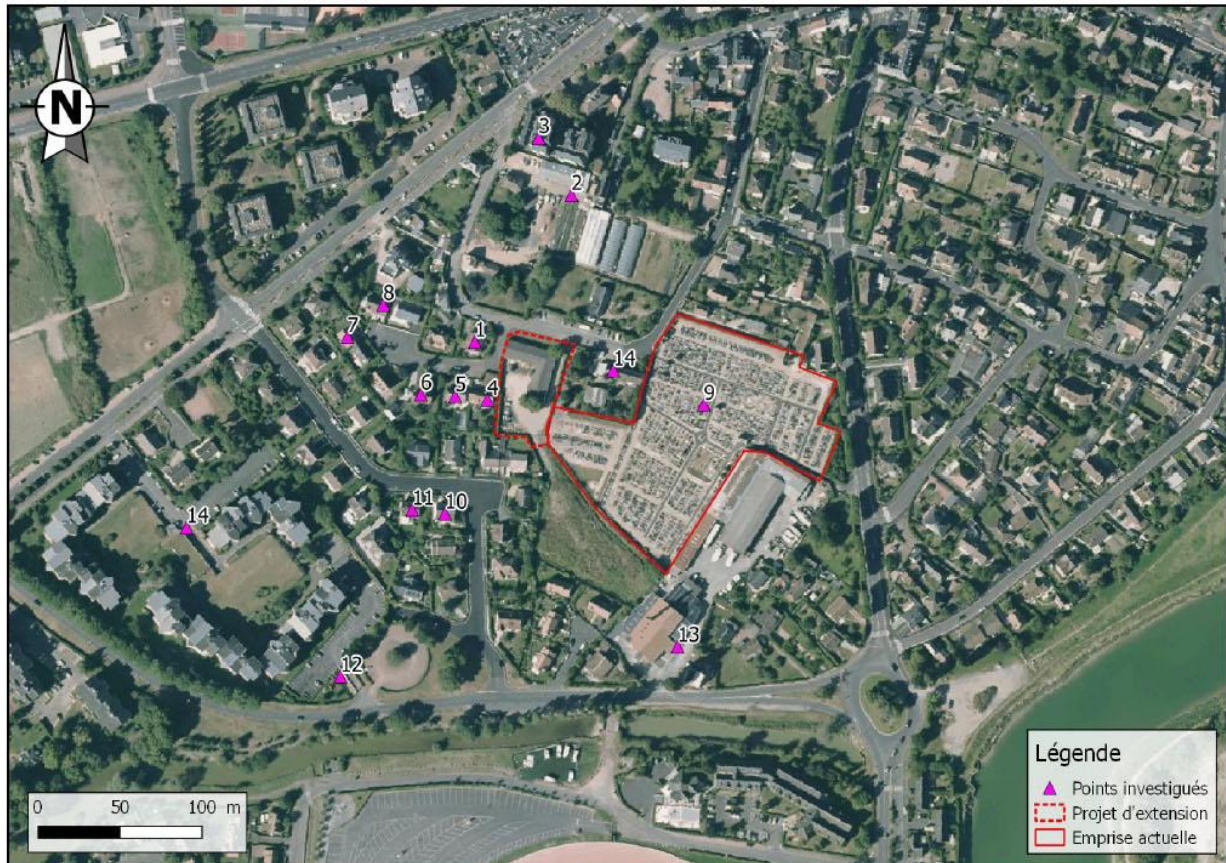 N
3
2
8
7
1
14
6
5
4
9
11
10
14
13
12
Légende
Points investigués
Projet d'extension
Emprise actuelle
0 50 100 m